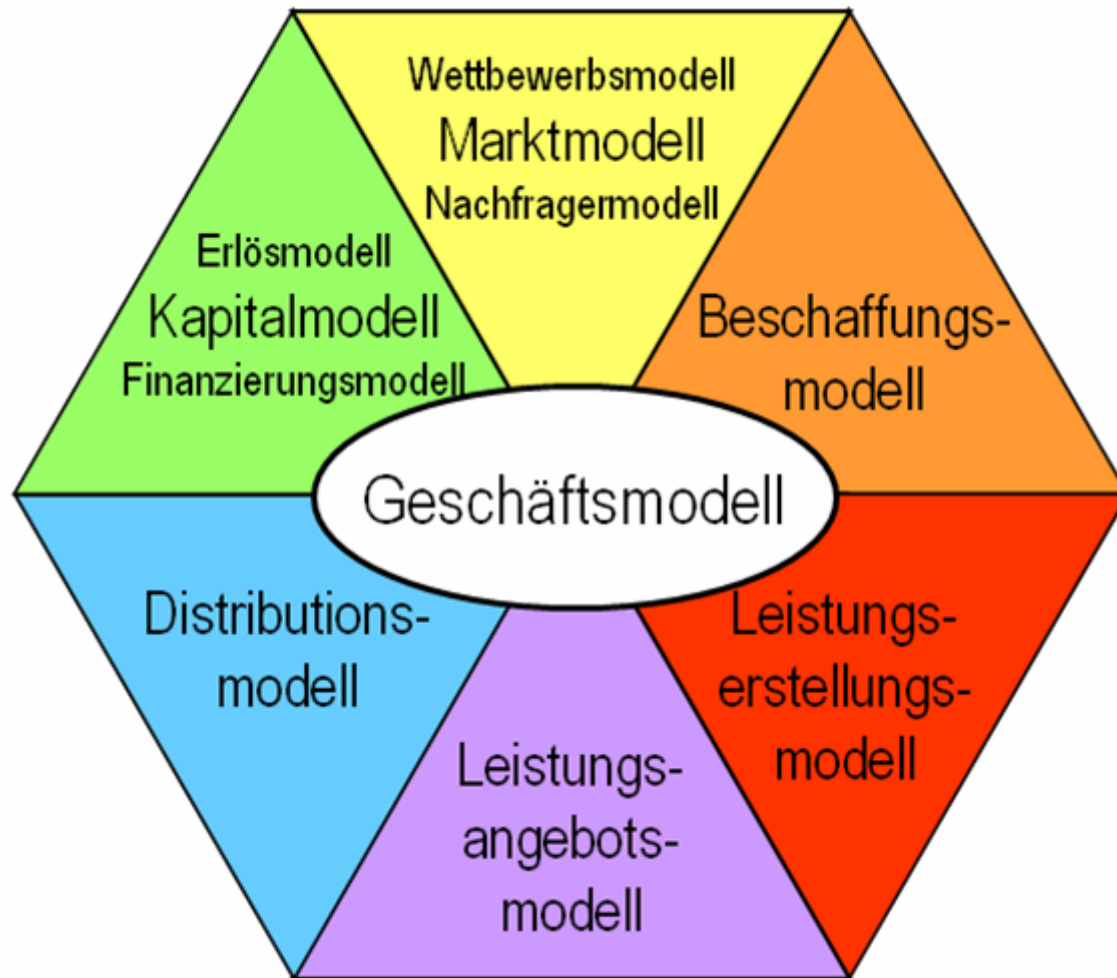 Wettbewerbsmodell
Marktmodell
Nachfragermodell
Erlösmodell
Kapitalmodell
Finanzierungsmodell
Beschaffungs-
modell
Geschäftsmodell
Distributions-
modell
Leistungs-
erstellungs-
modell
Leistungs-
angebots-
modell